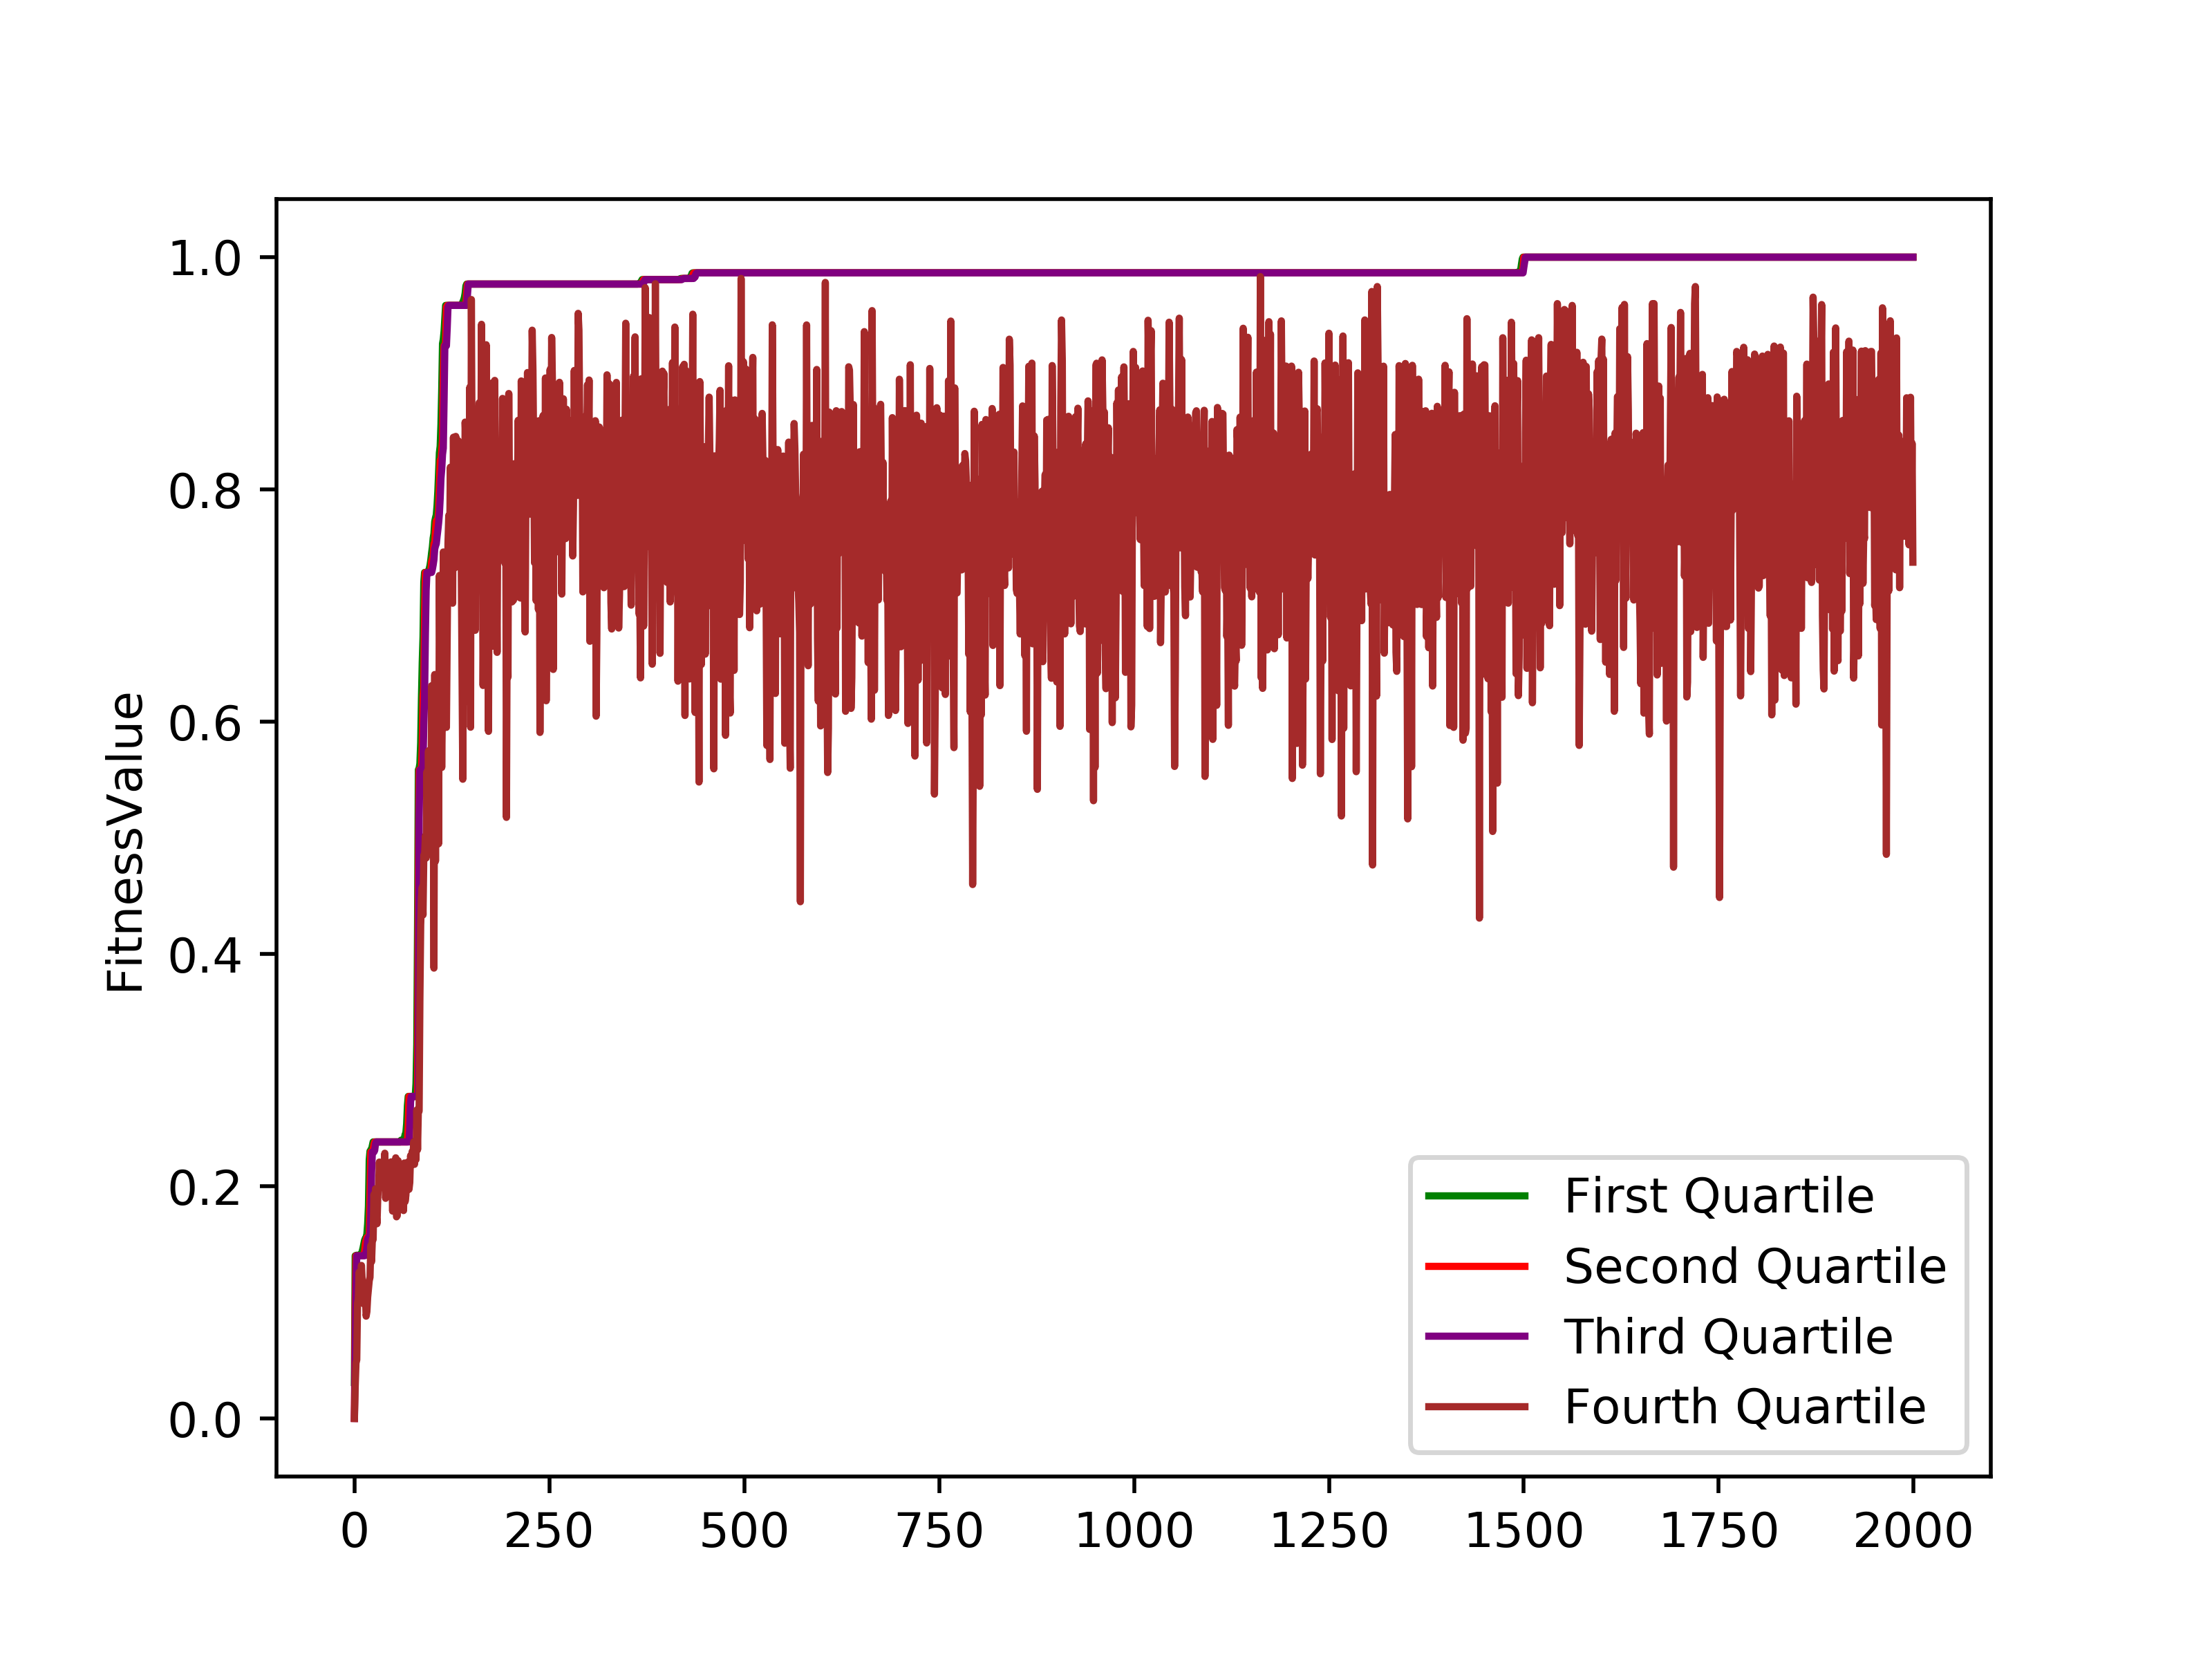 1.0
0.8
0.6
0.4
0.2
0.0
FitnessValue
0 250 500 750 1000 1250 1500 1750 2000
First Quartile
Second Quartile
Third Quartile
Fourth Quartile